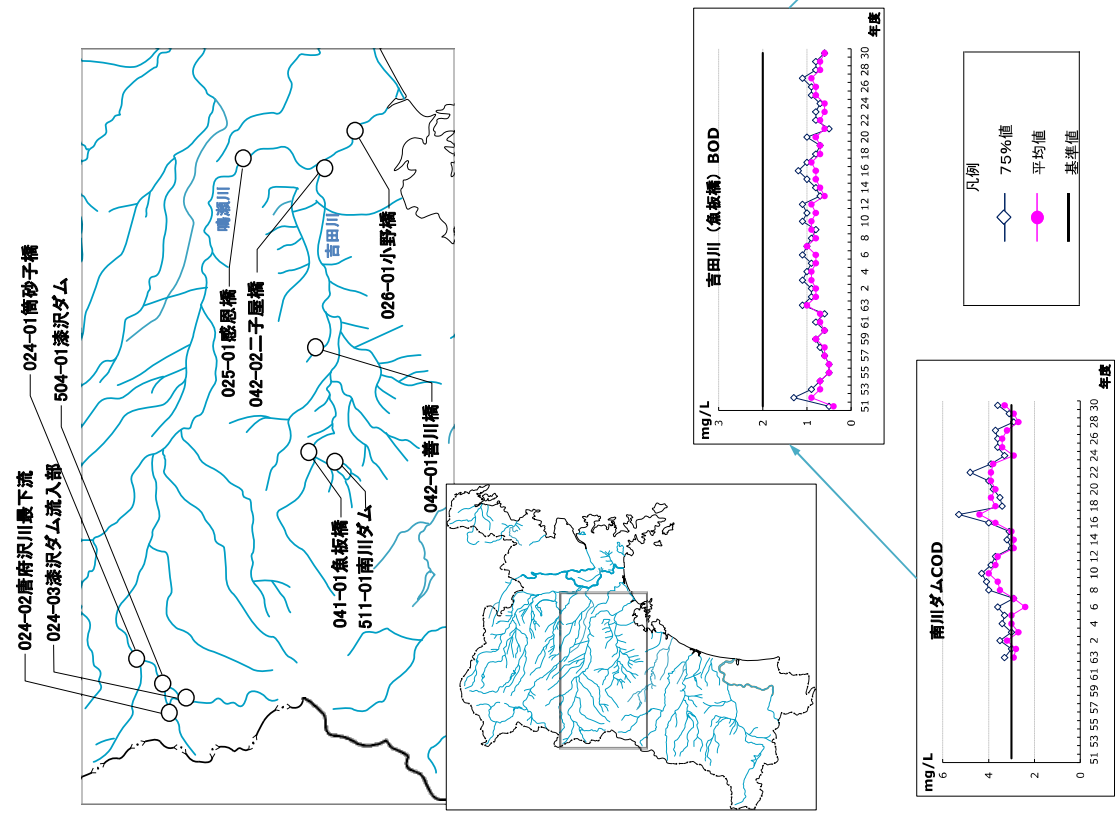 024-02唐府沢川最下流
024-03漆沢ダム流入部
024-01筒砂子橋
504-01漆沢ダム
025-01感恩橋
042-02二子屋橋
鳴瀬川
吉田川
026-01小野橋
042-01善川橋
041-01魚板橋
511-01南川ダム
吉田川（魚板橋）BOD
mg/L
3
2
1
0
51 53 55 57 59 61 63 2 4 6 8 10 12 14 16 18 20 22 24 26 28 30
年度
南川ダムCOD
mg/L
6
4
2
0
51 53 55 57 59 61 63 2 4 6 8 10 12 14 16 18 20 22 24 26 28 30
年度
凡例
75%値
平均値
基準値